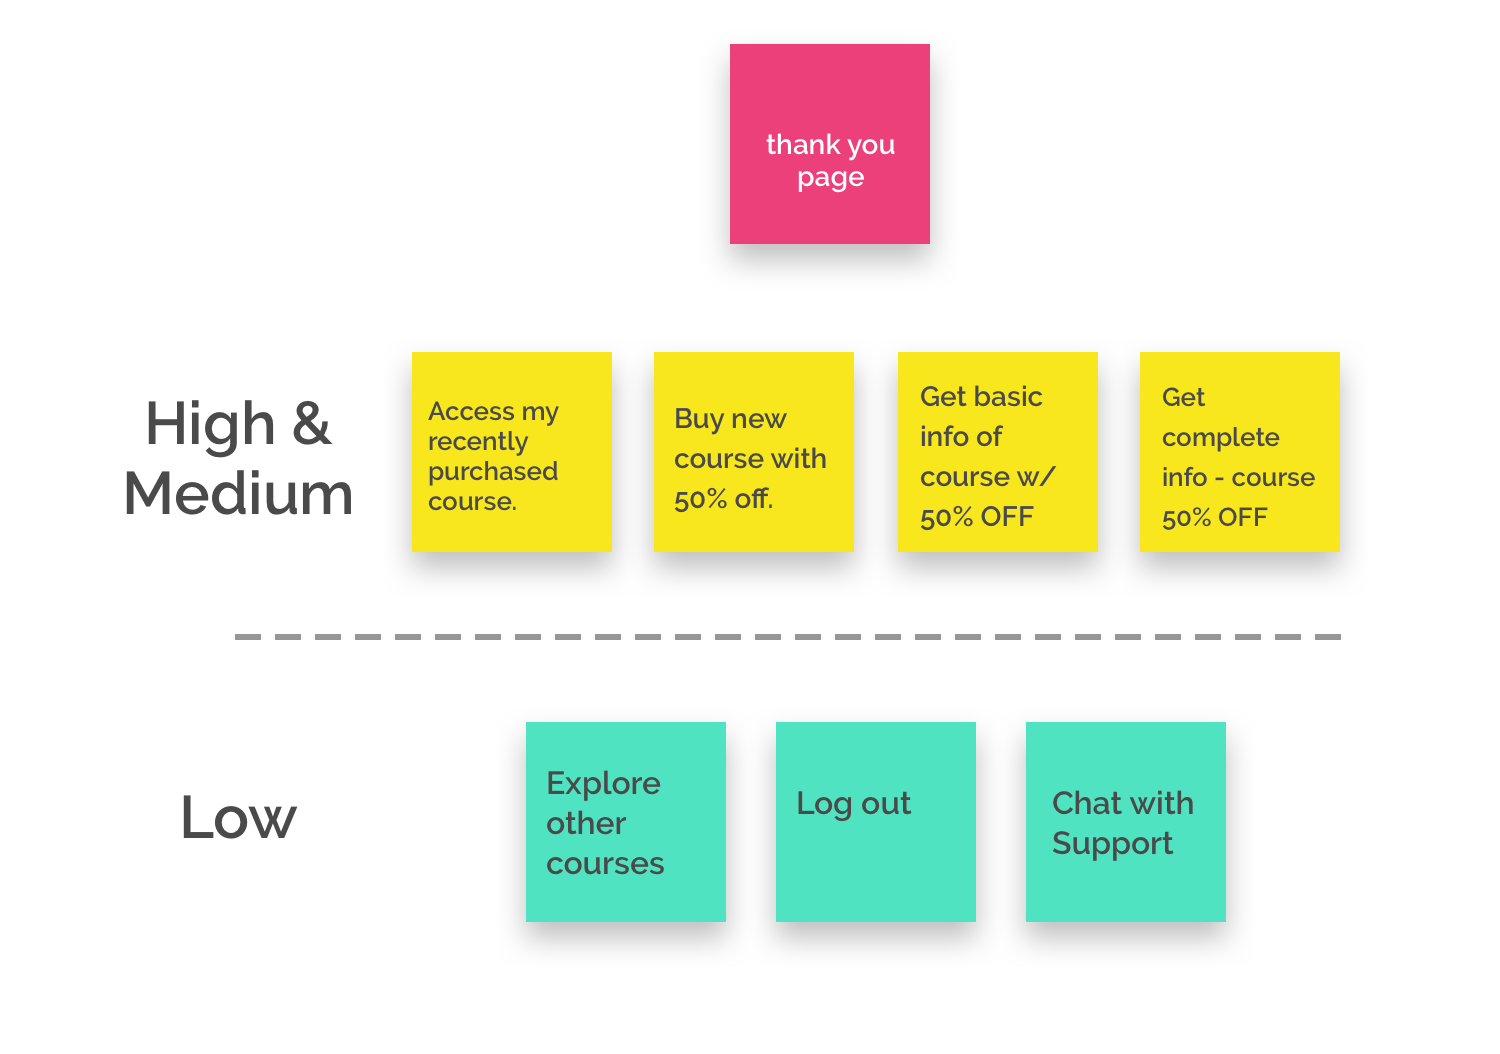 thank you
page
High &
Medium
Access my
recently
purchased
course.
Buy new
course with
50% off.
Get basic
info of
course w/
50% OFF
Get
complete
info - course
50% OFF
Low
Explore
other
courses
Log out
Chat with
Support